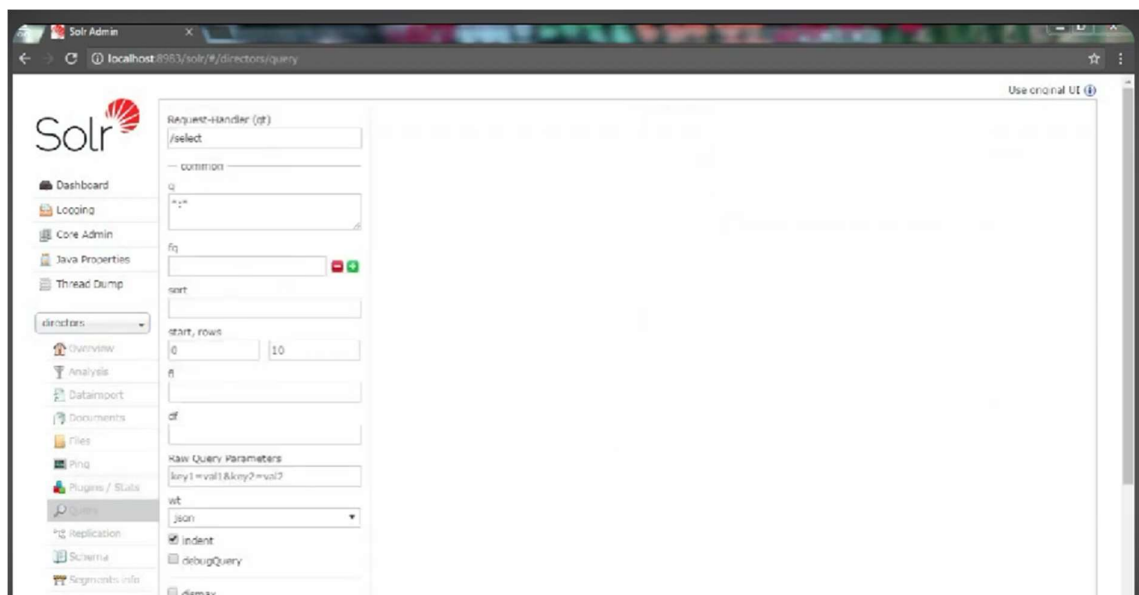 Solr Admin
localhost:8983/solr/#/directors/query
Use original UI
Solr
Dashboard
Logging
Core Admin
Java Properties
Thread Dump
directors
Overview
Analysis
Dataimport
Documents
Files
Ping
Plugins / Stats
Query
Replication
Schema
Segments info
Request-Handler (qt)
/select
common
q
*:*
fq
sort
start, rows
0 10
fl
df
Raw Query Parameters
key1=val1&key2=val2
wt
json
indent
debugQuery
dismax